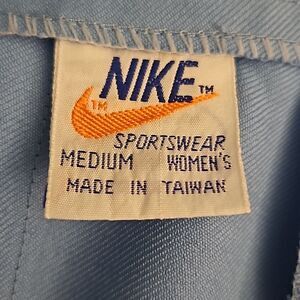 NIKE™
™
SPORTSWEAR
MEDIUM WOMEN'S
MADE IN TAIWAN